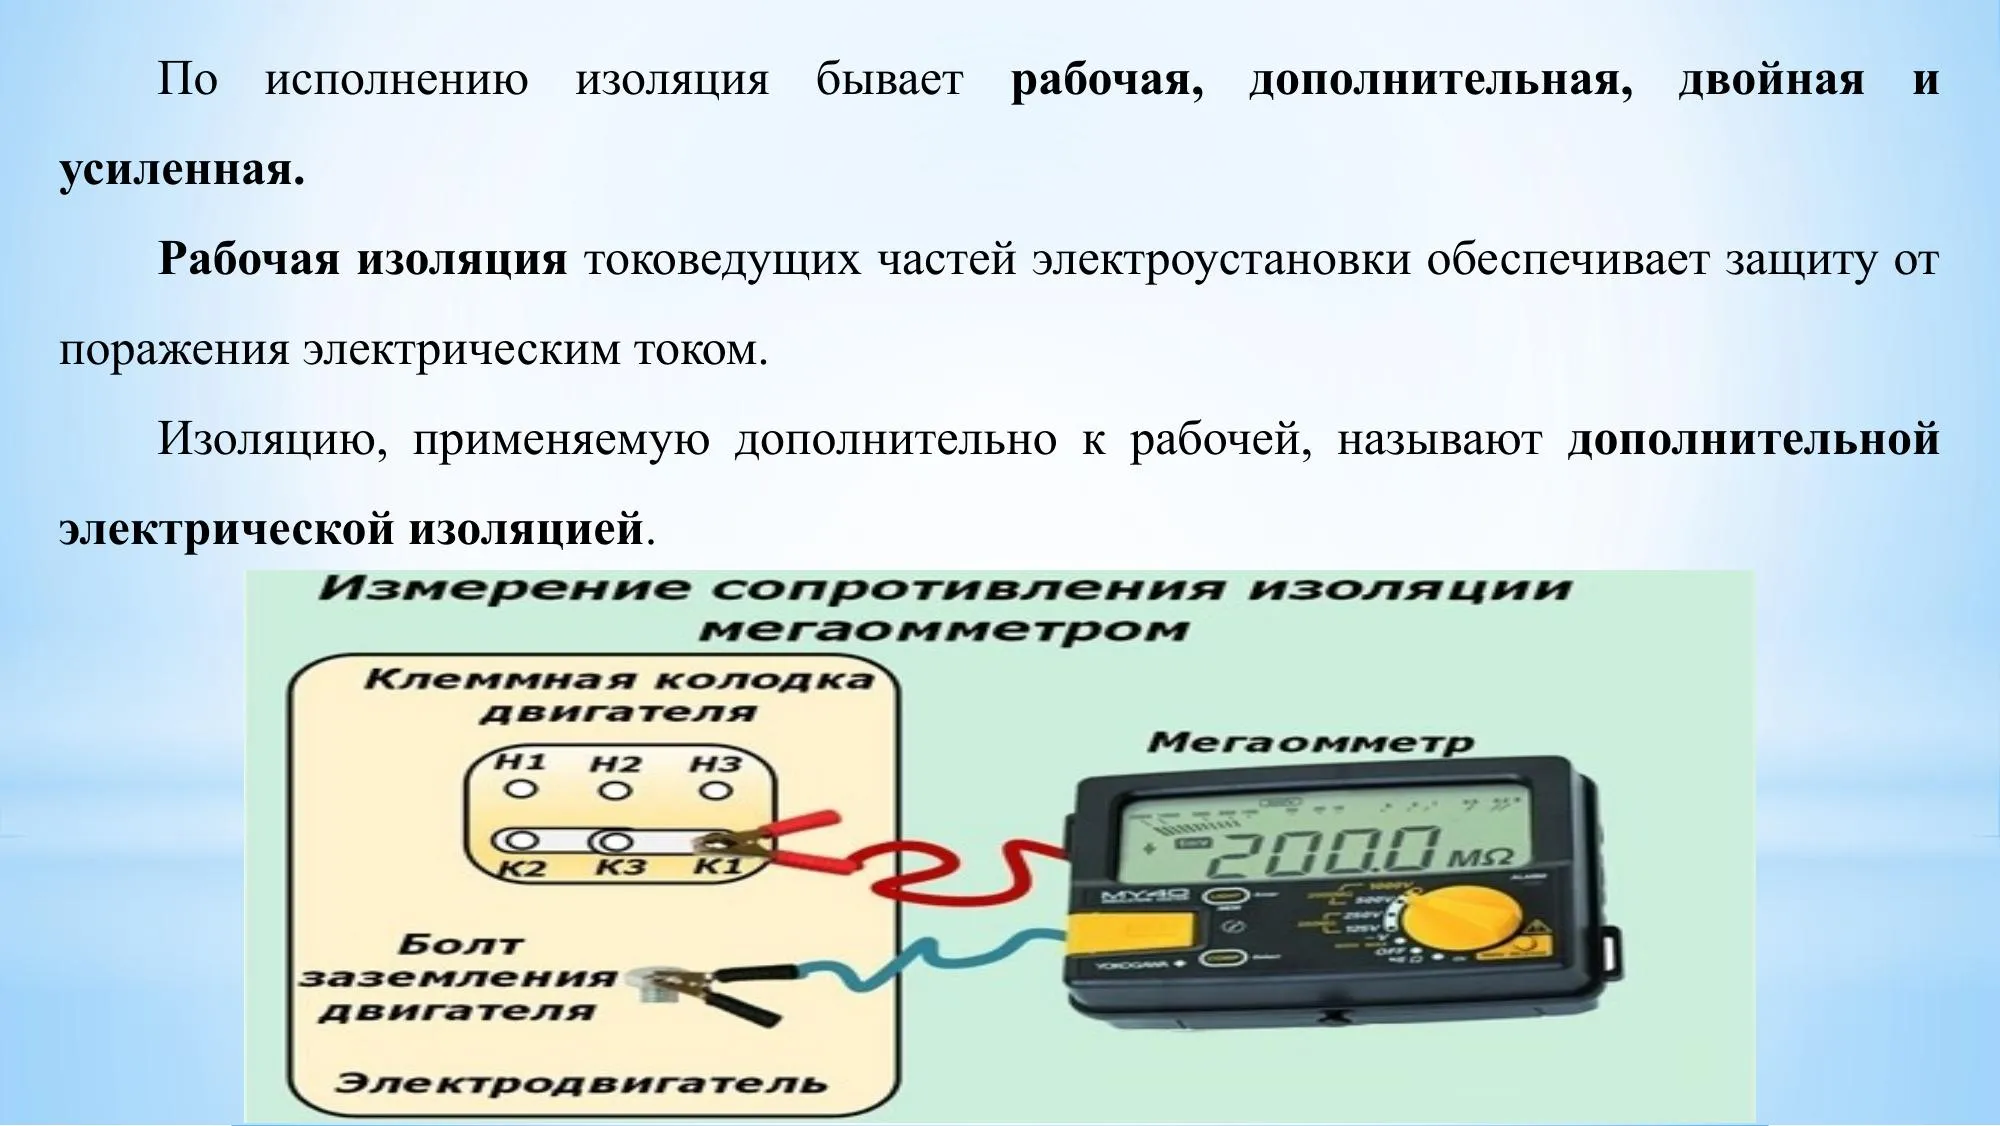 По исполнению изоляция бывает рабочая, дополнительная, двойная и
усиленная.
Рабочая изоляция токоведущих частей электроустановки обеспечивает защиту от
поражения электрическим током.
Изоляцию, применяемую дополнительно к рабочей, называют дополнительной
электрической изоляцией.
Измерение сопротивления изоляции
мегаомметром
Клеммная колодка
двигателя
Н1 Н2 Н3
К2 К3 К1
Болт
заземления
двигателя
Электродвигатель
Мегаомметр
200.0 MΩ
MY40
1000V
500V
250V
125V
OFF
YOKOGAWA